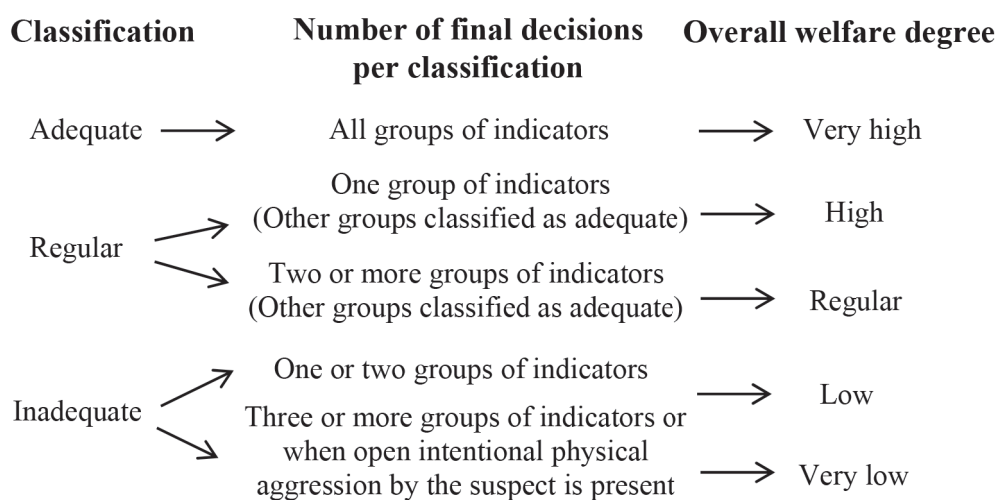 Classification Number of final decisions per classification Overall welfare degree
Adequate All groups of indicators Very high
Regular
One group of indicators
(Other groups classified as adequate)
High
Two or more groups of indicators
(Other groups classified as adequate)
Regular
Inadequate
One or two groups of indicators
Low
Three or more groups of indicators or
when open intentional physical
aggression by the suspect is present
Very low